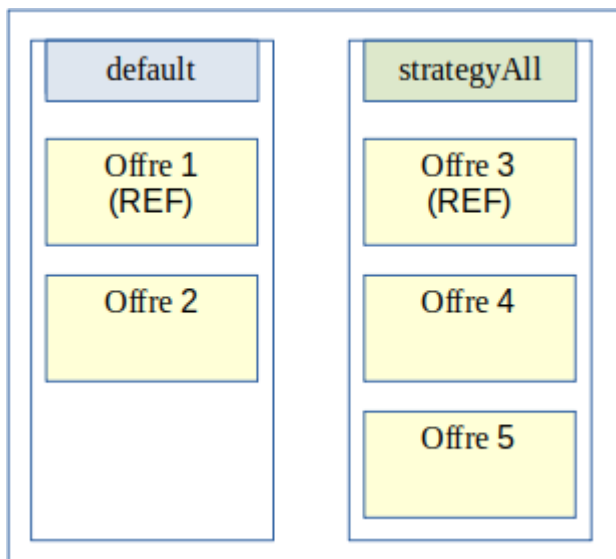 default
Offre 1
(REF)
Offre 2
strategyAll
Offre 3
(REF)
Offre 4
Offre 5